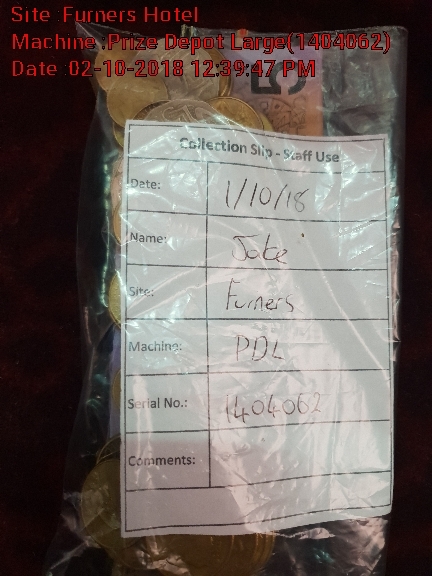 Site :Furners Hotel
Machine :Prize Depot Large(1404062)
Date :02-10-2018 12:39:47 PM
5
Collection Slip - Staff Use
Date: 1/10/18
Name: Jake
Site: Furners
Machine: PDL
Serial No.: 1404062
Comments: